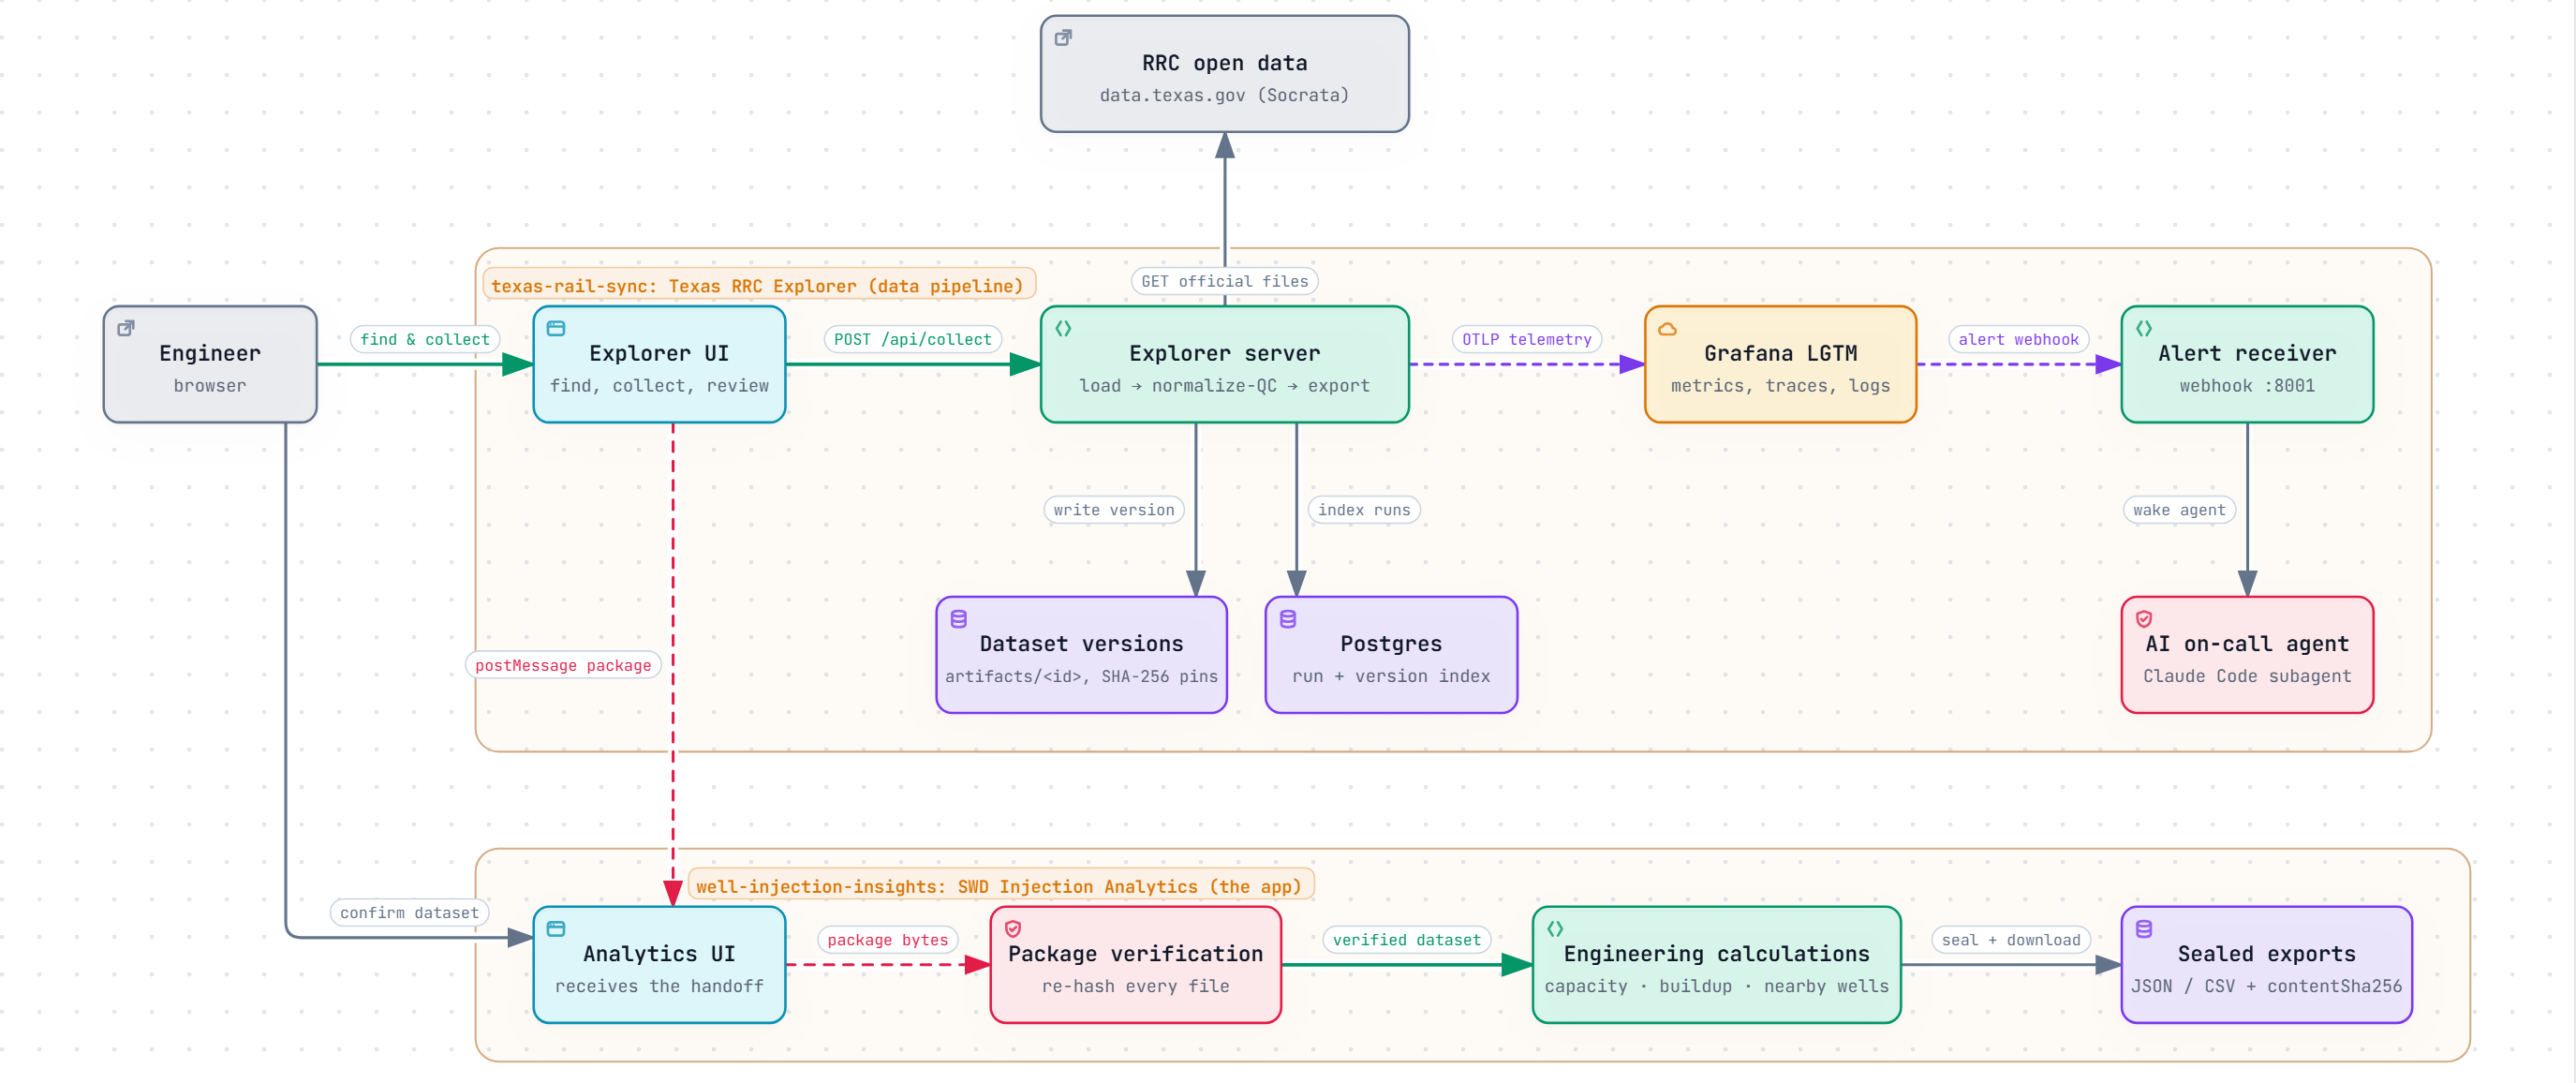 RRC open data
data.texas.gov (Socrata)
GET official files
texas-rail-sync: Texas RRC Explorer (data pipeline)
Engineer
browser
find & collect
Explorer UI
find, collect, review
POST /api/collect
Explorer server
load → normalize-QC → export
OTLP telemetry
Grafana LGTM
metrics, traces, logs
alert webhook
Alert receiver
webhook :8001
write version
index runs
wake agent
postMessage package
Dataset versions
artifacts/<id>, SHA-256 pins
Postgres
run + version index
AI on-call agent
Claude Code subagent
well-injection-insights: SWD Injection Analytics (the app)
confirm dataset
Analytics UI
receives the handoff
package bytes
Package verification
re-hash every file
verified dataset
Engineering calculations
capacity · buildup · nearby wells
seal + download
Sealed exports
JSON / CSV + contentSha256